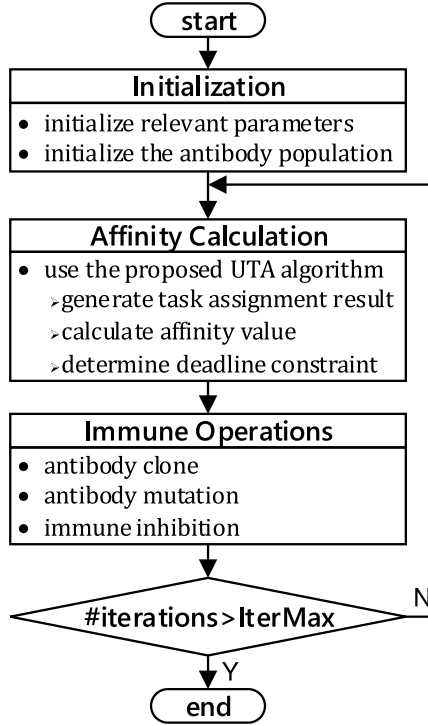 start
Initialization
• initialize relevant parameters
• initialize the antibody population
Affinity Calculation
• use the proposed UTA algorithm
➢generate task assignment result
➢calculate affinity value
➢determine deadline constraint
Immune Operations
• antibody clone
• antibody mutation
• immune inhibition
#iterations>IterMax
N
Y
end